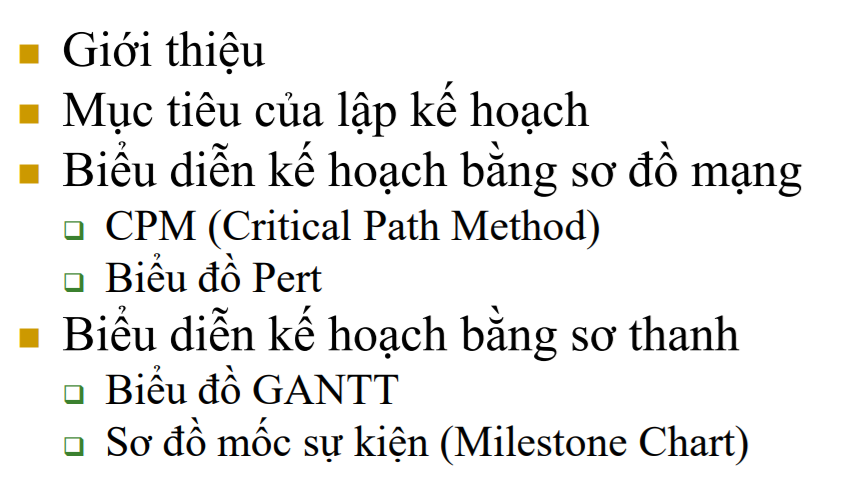 Giới thiệu
Mục tiêu của lập kế hoạch
Biểu diễn kế hoạch bằng sơ đồ mạng
CPM (Critical Path Method)
Biểu đồ Pert
Biểu diễn kế hoạch bằng sơ thanh
Biểu đồ GANTT
Sơ đồ mốc sự kiện (Milestone Chart)